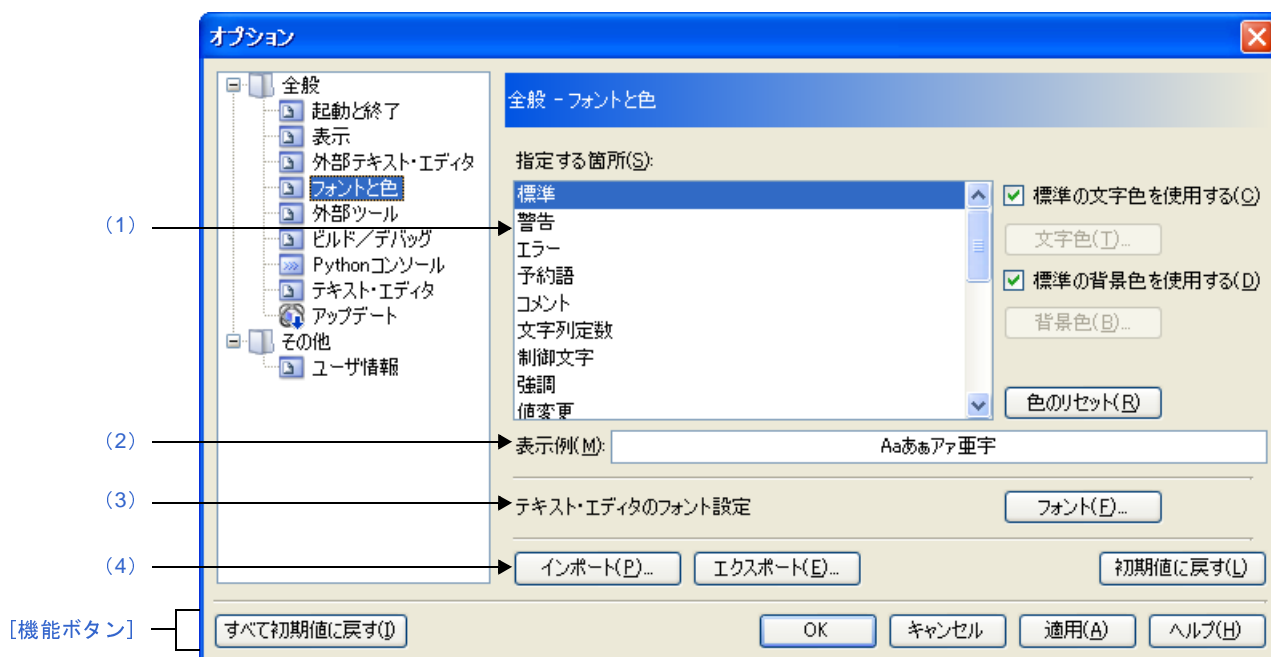 オプション
全般
起動と終了
表示
外部テキスト・エディタ
フォントと色
外部ツール
ビルド／デバッグ
Pythonコンソール
テキスト・エディタ
アップデート
その他
ユーザ情報
全般 - フォントと色
指定する箇所(S):
標準
警告
エラー
予約語
コメント
文字列定数
制御文字
強調
値変更
標準の文字色を使用する(C)
文字色(T)...
標準の背景色を使用する(D)
背景色(B)...
色のリセット(R)
(1)
(2)
表示例(M):
Aaあぁアァ亜宇
(3)
テキスト・エディタのフォント設定
フォント(F)...
(4)
インポート(P)...
エクスポート(E)...
初期値に戻す(L)
[機能ボタン]
すべて初期値に戻す(I)
OK
キャンセル
適用(A)
ヘルプ(H)